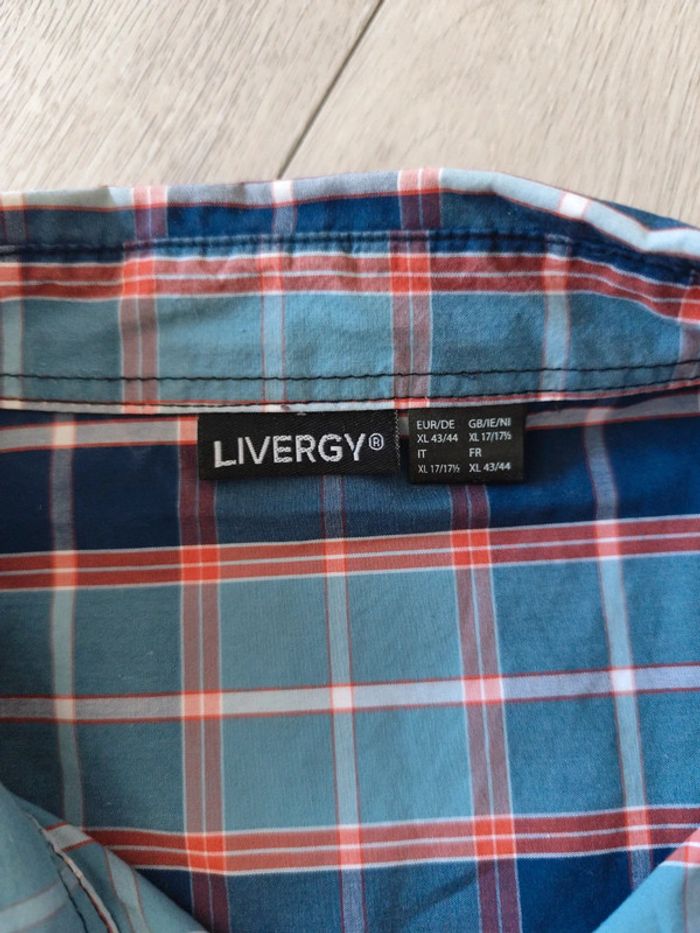 LIVERGY®
EUR/DE GB/IE/NI
XL 43/44 XL 17/17½
IT FR
XL 17/17½ XL 43/44